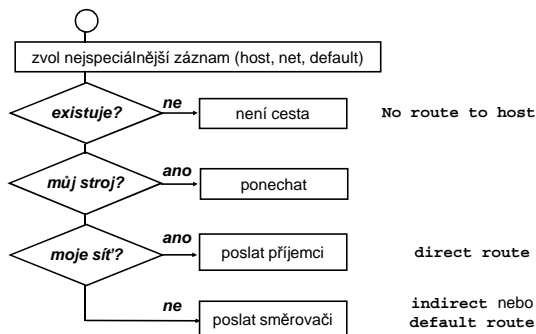 zvol nejspeciálnější záznam (host, net, default)
existuje?
ne
není cesta
No route to host
můj stroj?
ano
ponechat
moje síť?
ano
poslat příjemci
direct route
ne
poslat směrovači
indirect nebo
default route